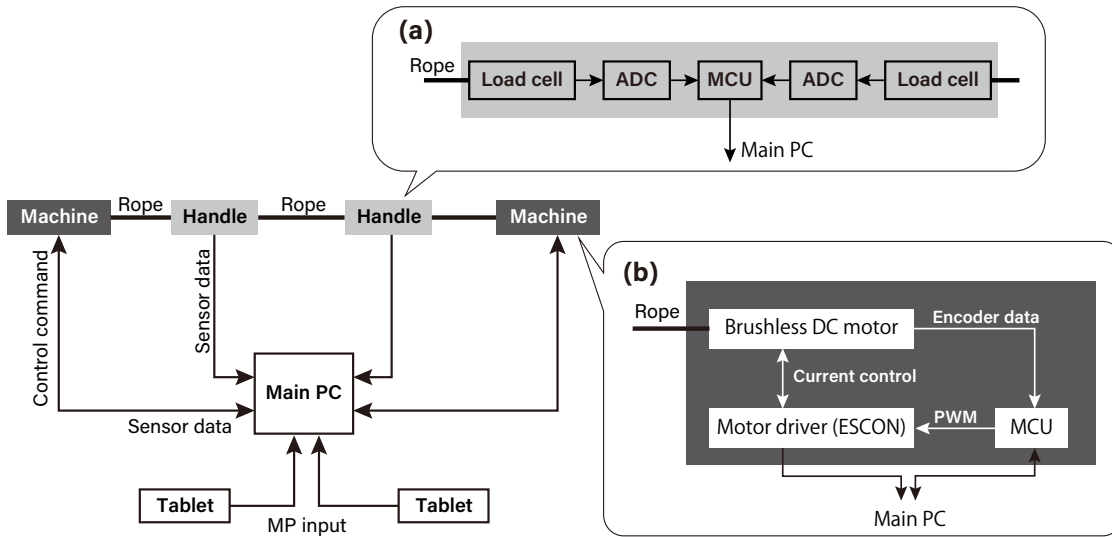 (a)
Rope
Load cell
ADC
MCU
ADC
Load cell
Main PC
Machine
Rope
Handle
Rope
Handle
Machine
Control command
Sensor data
Main PC
Sensor data
Tablet
Tablet
MP input
(b)
Rope
Brushless DC motor
Encoder data
Current control
Motor driver (ESCON)
PWM
MCU
Main PC